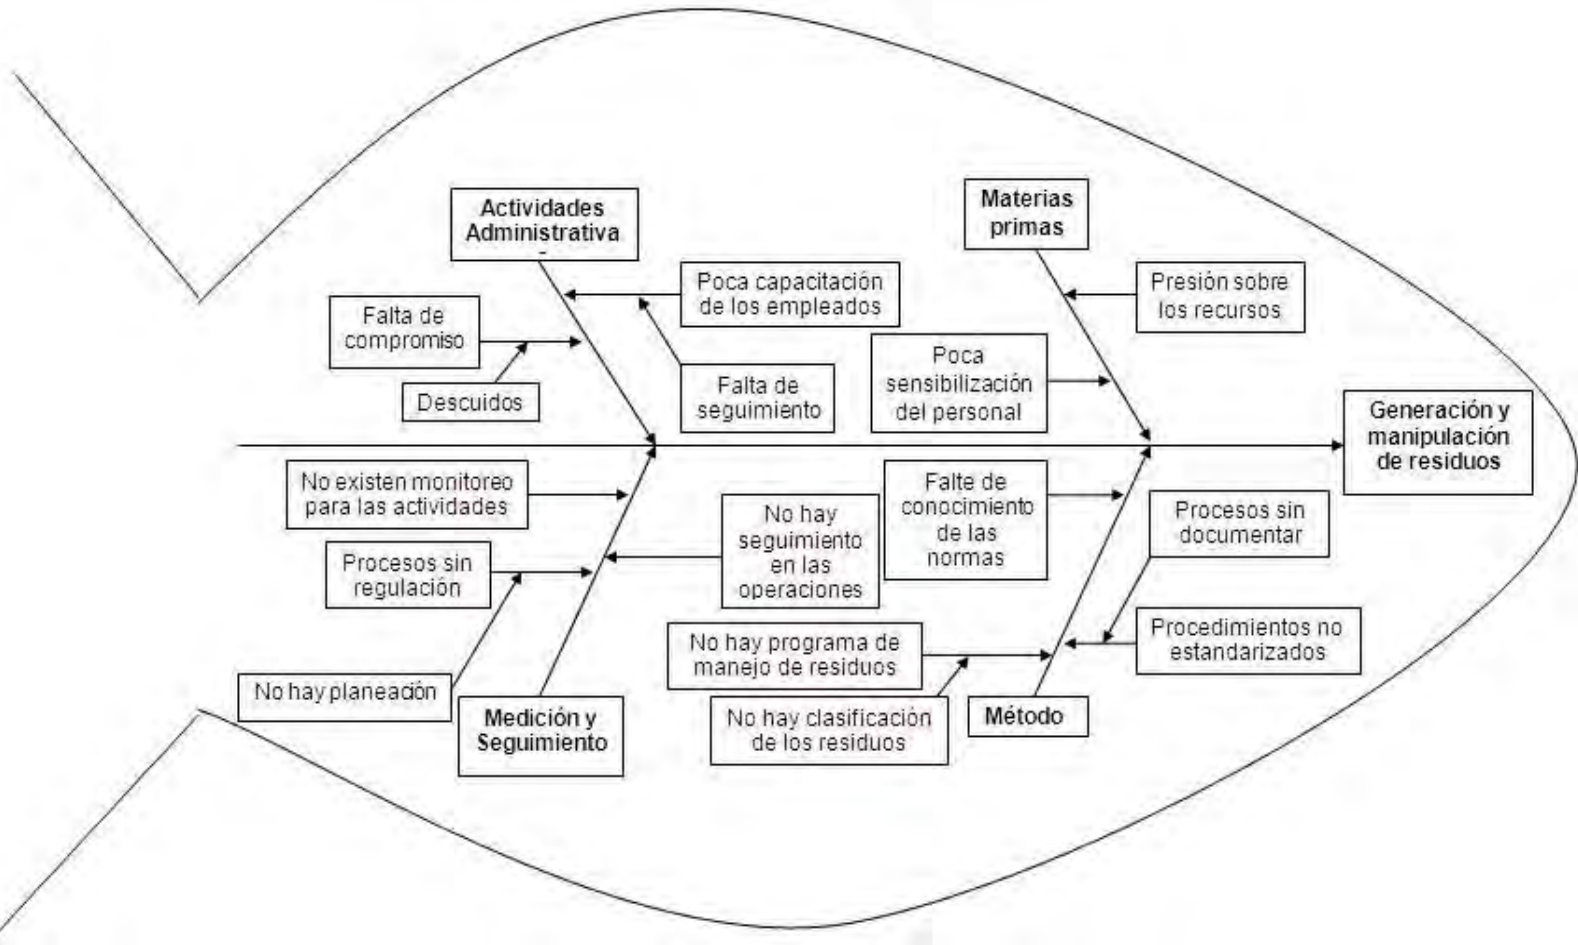 Actividades
Administrativa
Materias
primas
Poca capacitación
de los empleados
Presión sobre
los recursos
Falta de
compromiso
Poca
sensibilización
del personal
Falta de
seguimiento
Descuidos
Generación y
manipulación
de residuos
No existen monitoreo
para las actividades
Falte de
conocimiento
de las
normas
No hay
seguimiento
en las
operaciones
Procesos sin
documentar
Procesos sin
regulación
No hay programa de
manejo de residuos
Procedimientos no
estandarizados
No hay planeación
Medición y
Seguimiento
No hay clasificación
de los residuos
Método